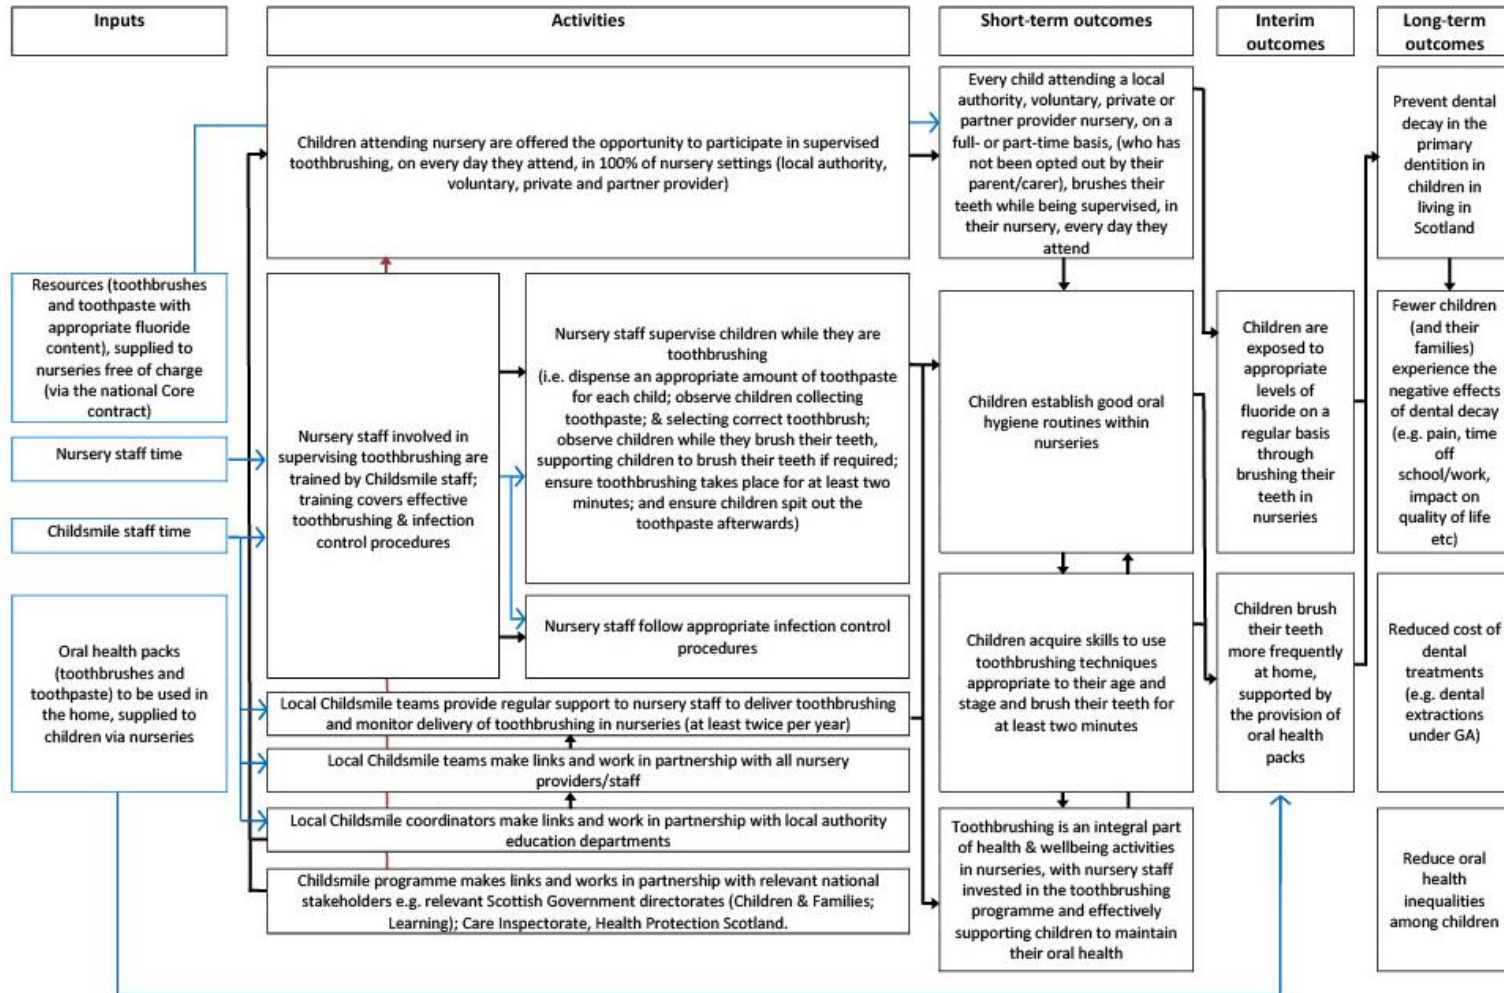 Inputs
Activities
Short-term outcomes
Interim
outcomes
Long-term
outcomes
Resources (toothbrushes
and toothpaste with
appropriate fluoride
content), supplied to
nurseries free of charge
(via the national Core
contract)
Nursery staff time
Childsmile staff time
Oral health packs
(toothbrushes and
toothpaste) to be used in
the home, supplied to
children via nurseries
Children attending nursery are offered the opportunity to participate in supervised
toothbrushing, on every day they attend, in 100% of nursery settings (local authority,
voluntary, private and partner provider)
Nursery staff involved in
supervising toothbrushing are
trained by Childsmile staff;
training covers effective
toothbrushing & infection
control procedures
Nursery staff supervise children while they are
toothbrushing
(i.e. dispense an appropriate amount of toothpaste
for each child; observe children collecting
toothpaste; & selecting correct toothbrush;
observe children while they brush their teeth,
supporting children to brush their teeth if required;
ensure toothbrushing takes place for at least two
minutes; and ensure children spit out the
toothpaste afterwards)
Nursery staff follow appropriate infection control
procedures
Local Childsmile teams provide regular support to nursery staff to deliver toothbrushing
and monitor delivery of toothbrushing in nurseries (at least twice per year)
Local Childsmile teams make links and work in partnership with all nursery
providers/staff
Local Childsmile coordinators make links and work in partnership with local authority
education departments
Childsmile programme makes links and works in partnership with relevant national
stakeholders e.g. relevant Scottish Government directorates (Children & Families;
Learning); Care Inspectorate, Health Protection Scotland.
Every child attending a local
authority, voluntary, private or
partner provider nursery, on a
full- or part-time basis, (who has
not been opted out by their
parent/carer), brushes their
teeth while being supervised, in
their nursery, every day they
attend
Children establish good oral
hygiene routines within
nurseries
Children acquire skills to use
toothbrushing techniques
appropriate to their age and
stage and brush their teeth for
at least two minutes
Toothbrushing is an integral part
of health & wellbeing activities
in nurseries, with nursery staff
invested in the toothbrushing
programme and effectively
supporting children to maintain
their oral health
Children are
exposed to
appropriate
levels of
fluoride on a
regular basis
through
brushing their
teeth in
nurseries
Children brush
their teeth
more frequently
at home,
supported by
the provision of
oral health
packs
Prevent dental
decay in the
primary
dentition in
children in
living in
Scotland
Fewer children
(and their
families)
experience the
negative effects
of dental decay
(e.g. pain, time
off
school/work,
impact on
quality of life
etc)
Reduced cost of
dental
treatments
(e.g. dental
extractions
under GA)
Reduce oral
health
inequalities
among children